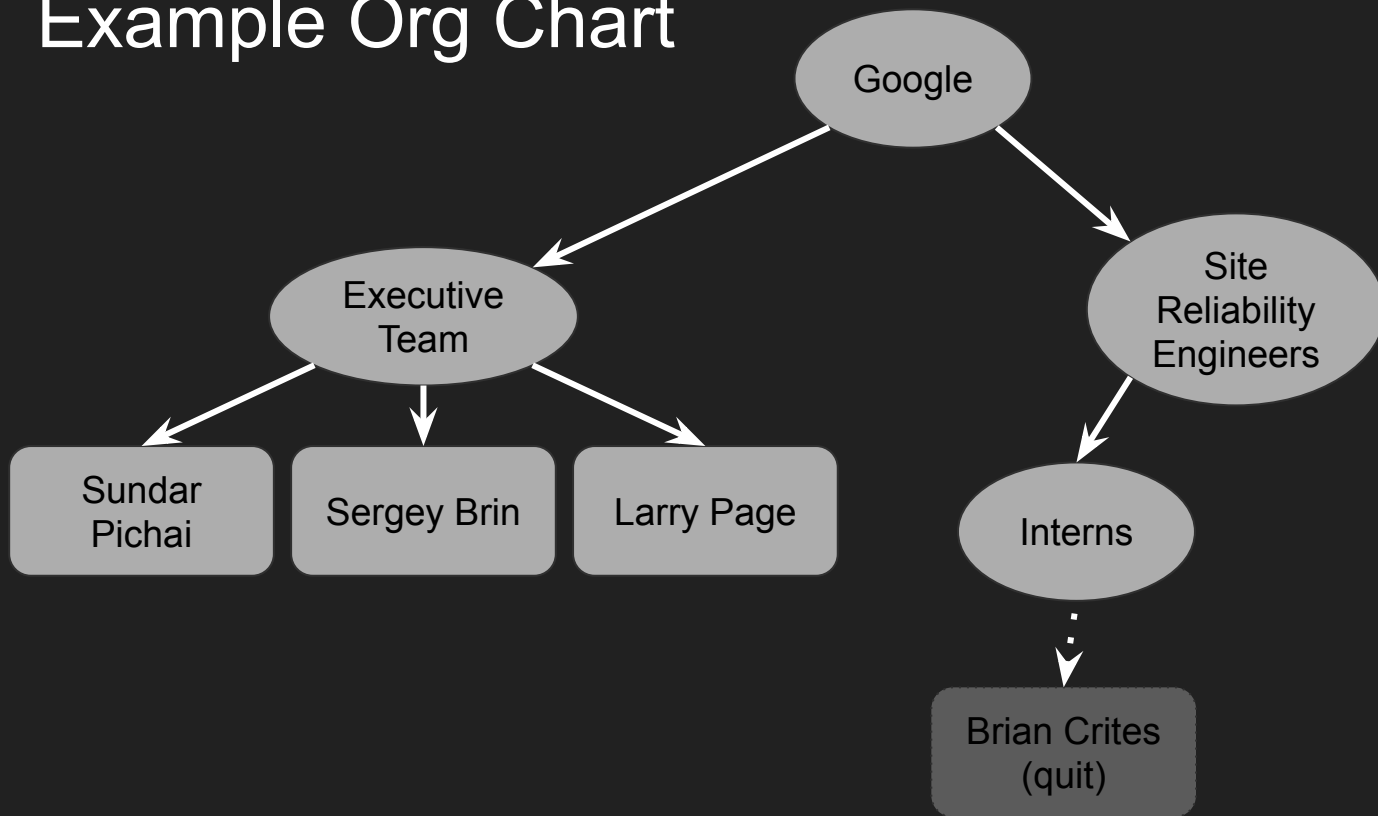 Example Org Chart
Google
Executive
Team
Site
Reliability
Engineers
Sundar
Pichai
Sergey Brin
Larry Page
Interns
Brian Crites
(quit)